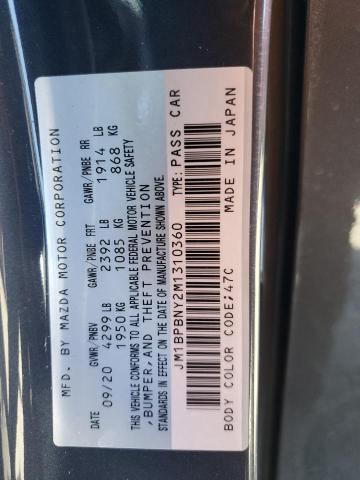 MFD. BY MAZDA MOTOR CORPORATION
DATE GVWR/PNBV GAWR/PNBE FRT GAWR/PNBE RR
09/20 4299 LB 2392 LB 1914 LB
1950 KG 1085 KG 868 KG
THIS VEHICLE CONFORMS TO ALL APPLICABLE FEDERAL MOTOR VEHICLE SAFETY
, BUMPER, AND THEFT PREVENTION
STANDARDS IN EFFECT ON THE DATE OF MANUFACTURE SHOWN ABOVE.
JM1BPBNY2M1310360 TYPE: PASS CAR
BODY COLOR CODE;47C MADE IN JAPAN